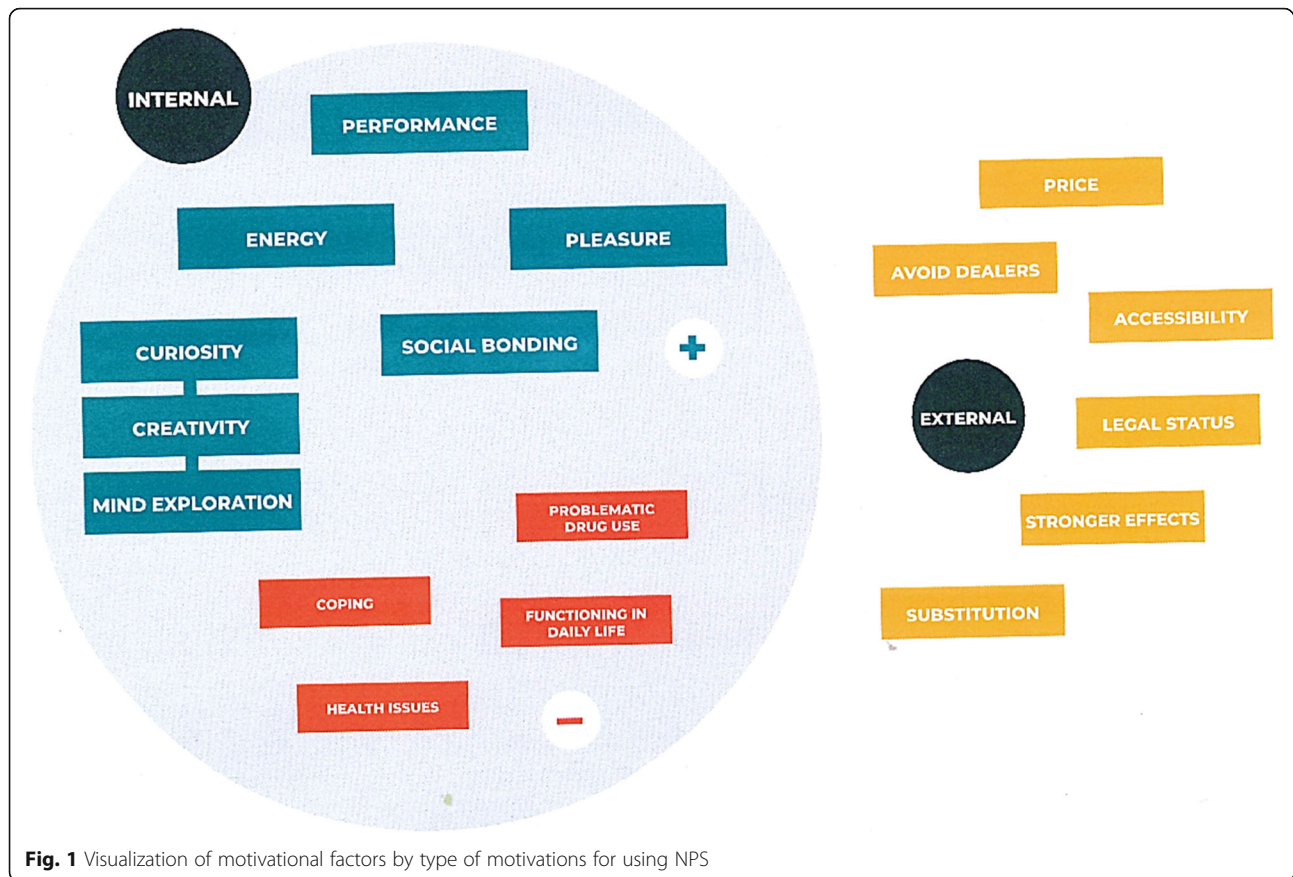 INTERNAL
PERFORMANCE
ENERGY
PLEASURE
CURIOSITY
SOCIAL BONDING
+
CREATIVITY
MIND EXPLORATION
PROBLEMATIC
DRUG USE
COPING
FUNCTIONING IN
DAILY LIFE
HEALTH ISSUES
−
PRICE
AVOID DEALERS
ACCESSIBILITY
EXTERNAL
LEGAL STATUS
STRONGER EFFECTS
SUBSTITUTION
Fig. 1 Visualization of motivational factors by type of motivations for using NPS